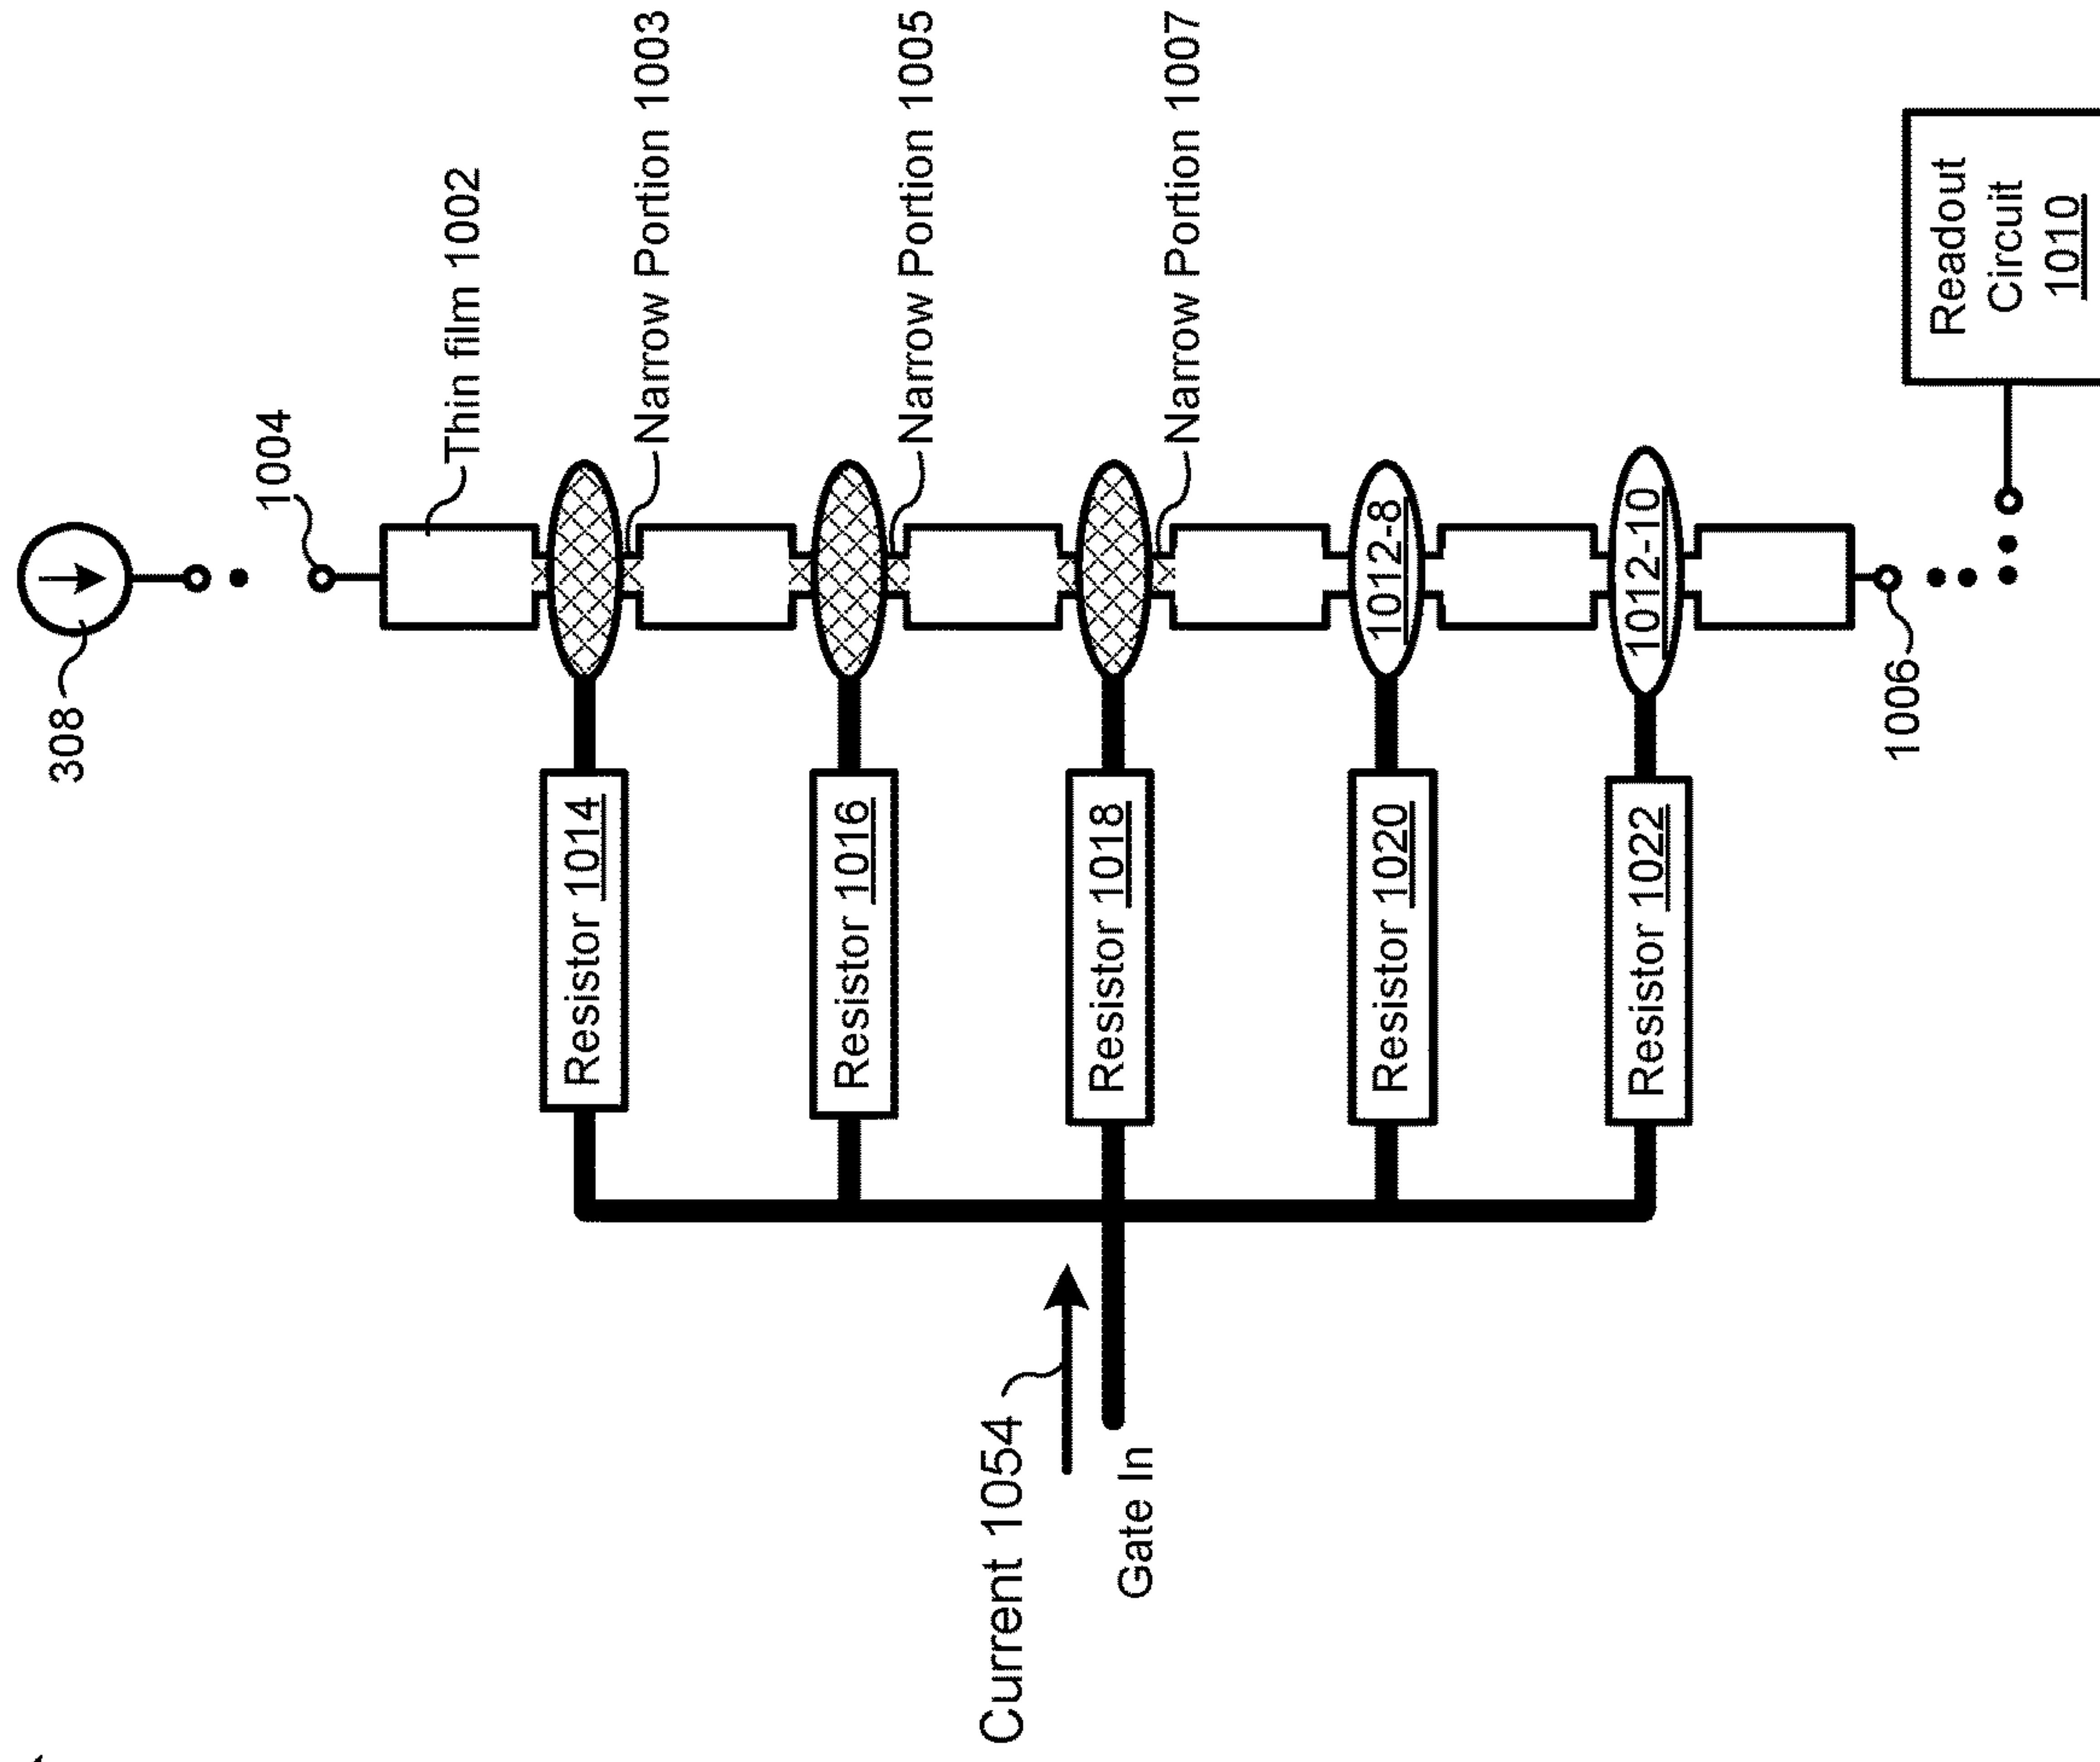 308
1004
Thin film 1002
Narrow Portion 1003
Narrow Portion 1005
Narrow Portion 1007
Resistor 1014
Resistor 1016
Resistor 1018
Resistor 1020
Resistor 1022
1012-8
1012-10
1006
Readout
Circuit
1010
Current 1054
Gate In